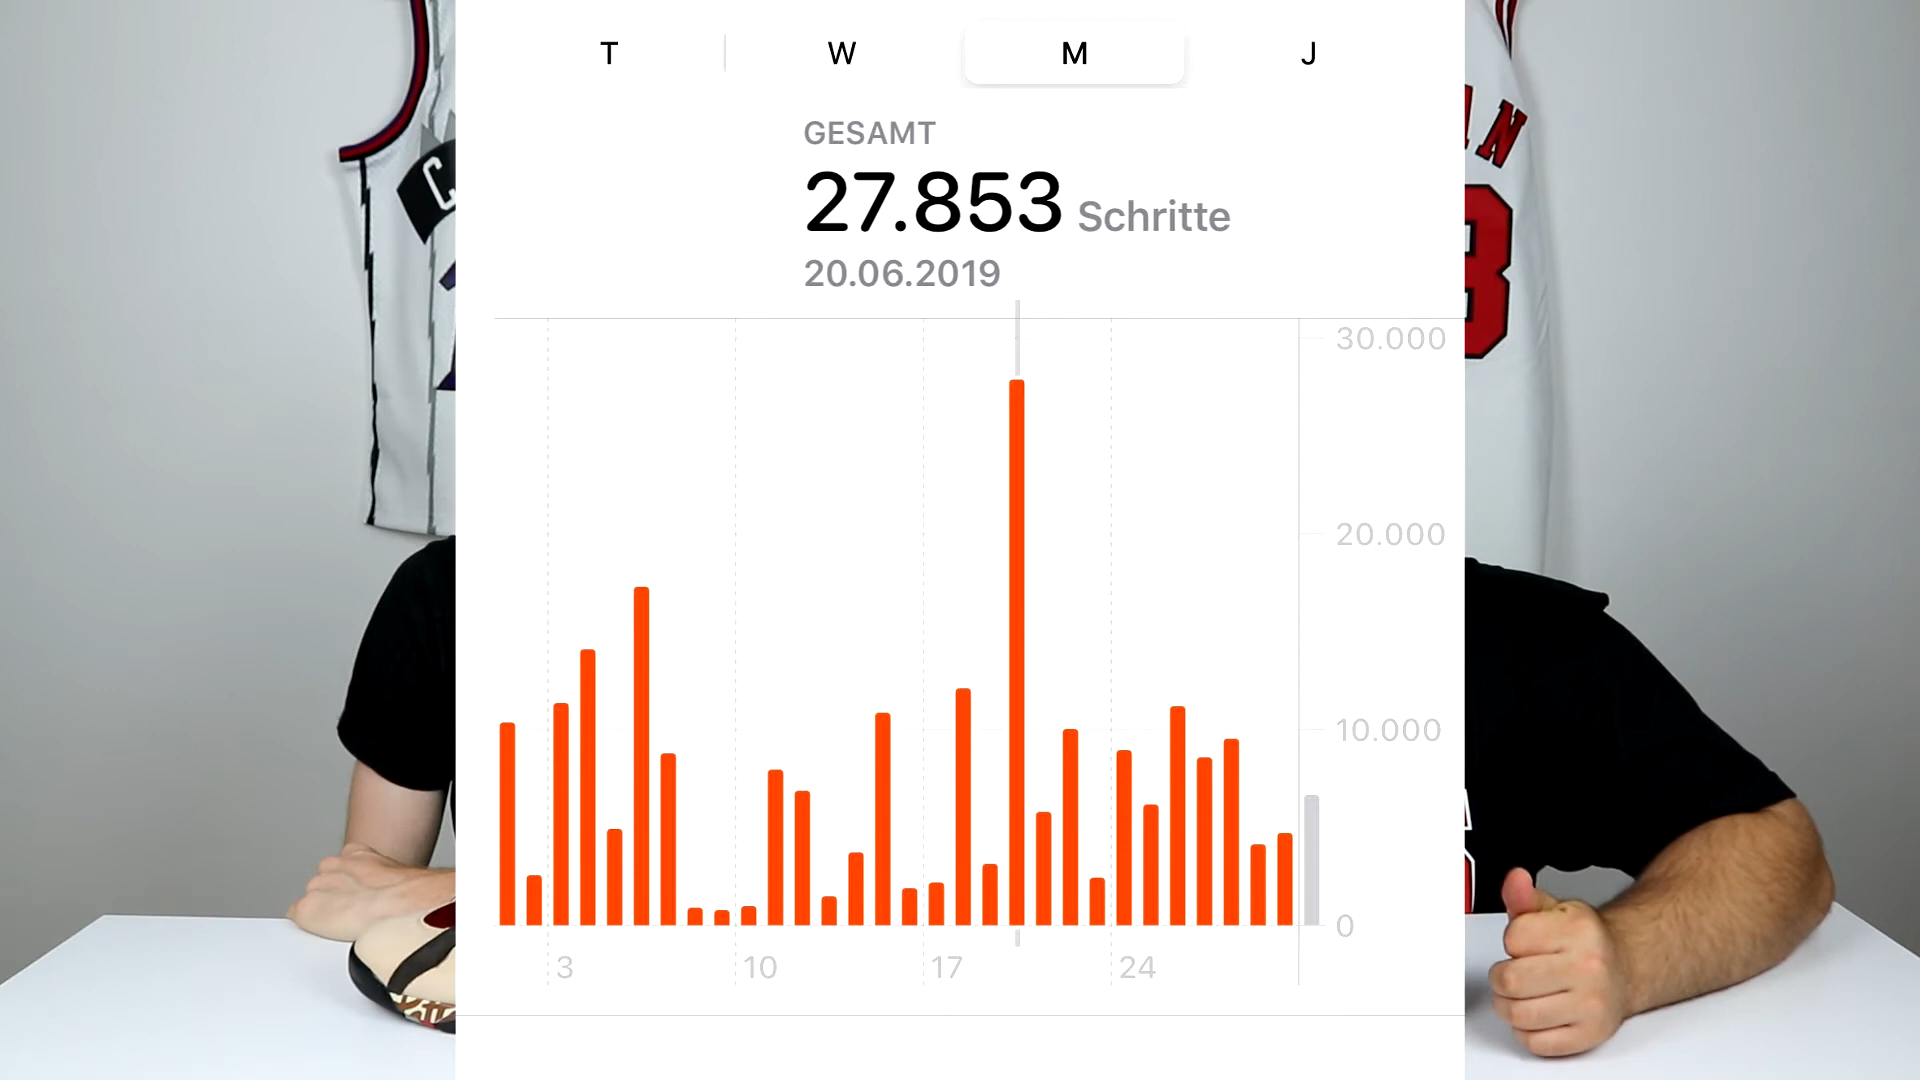 T W M J
GESAMT
27.853 Schritte
20.06.2019
30.000
20.000
10.000
0
3 10 17 24
C
N